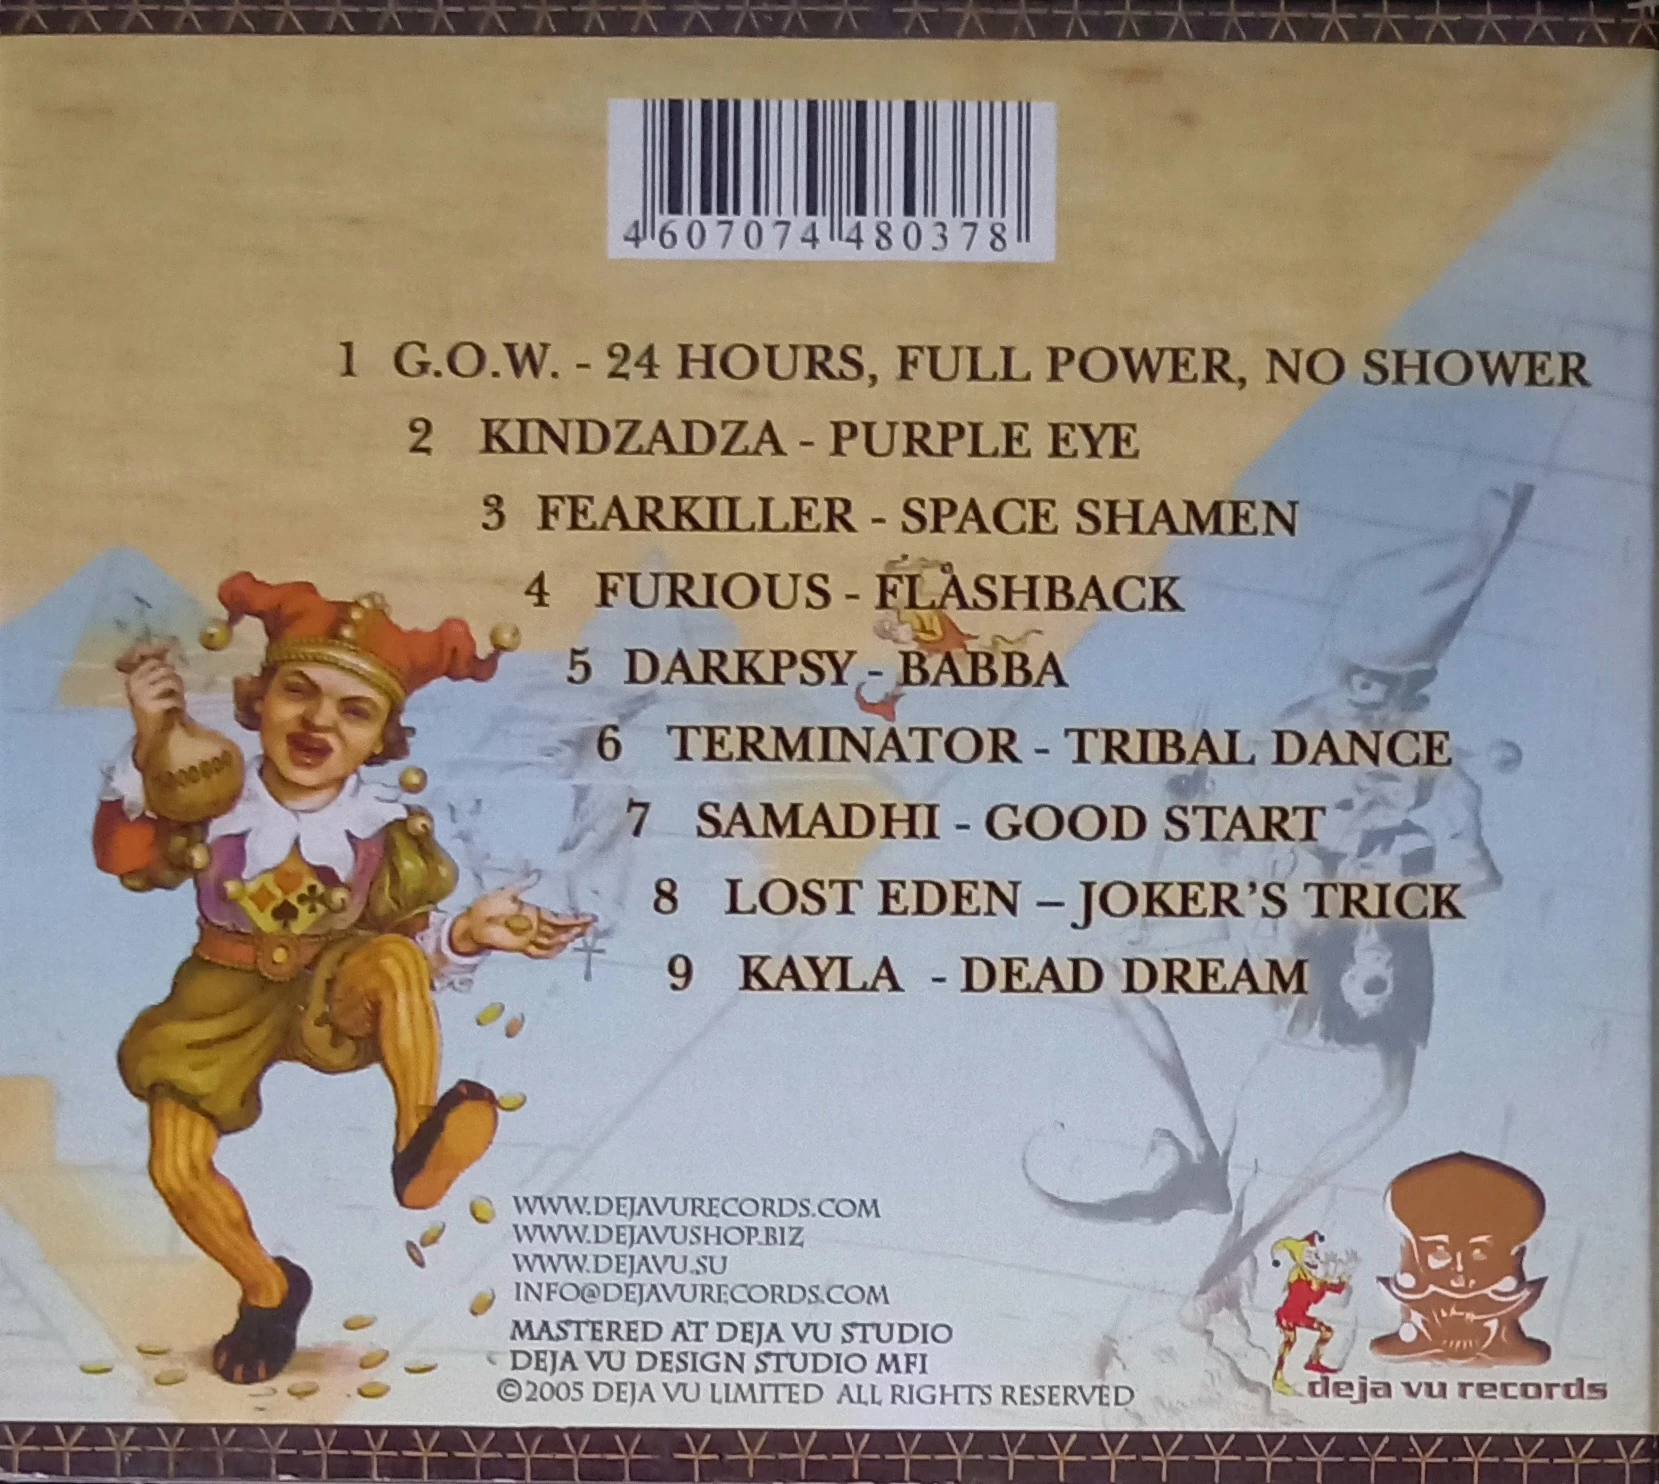 4 607074 480378
1 G.O.W. - 24 HOURS, FULL POWER, NO SHOWER
2 KINDZADZA - PURPLE EYE
3 FEARKILLER - SPACE SHAMEN
4 FURIOUS - FLASHBACK
5 DARKPSY - BABBA
6 TERMINATOR - TRIBAL DANCE
7 SAMADHI - GOOD START
8 LOST EDEN – JOKER'S TRICK
9 KAYLA - DEAD DREAM
WWW.DEJAVURECORDS.COM
WWW.DEJAVUSHOP.BIZ
WWW.DEJAVU.SU
INFO@DEJAVURECORDS.COM
MASTERED AT DEJA VU STUDIO
DEJA VU DESIGN STUDIO MFI
©2005 DEJA VU LIMITED ALL RIGHTS RESERVED
deja vu records